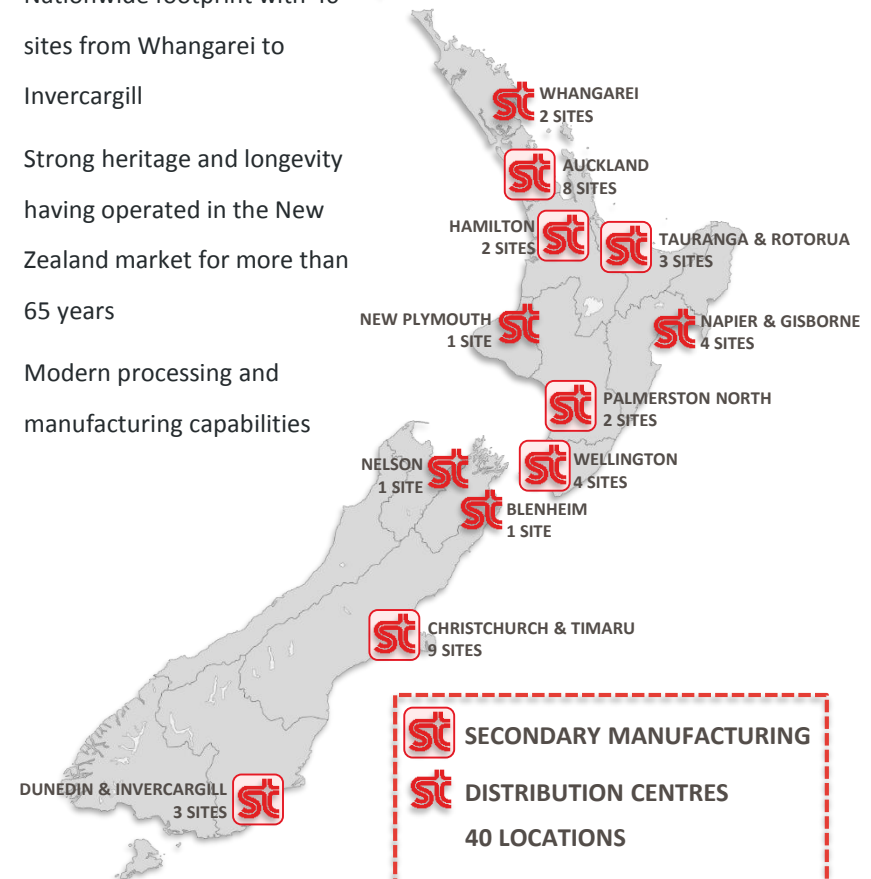 sites from Whangarei to
Invercargill
Strong heritage and longevity
having operated in the New
Zealand market for more than
65 years
Modern processing and
manufacturing capabilities
WHANGAREI
2 SITES
AUCKLAND
8 SITES
HAMILTON
2 SITES
TAURANGA & ROTORUA
3 SITES
NEW PLYMOUTH
1 SITE
NAPIER & GISBORNE
4 SITES
PALMERSTON NORTH
2 SITES
NELSON
1 SITE
WELLINGTON
4 SITES
BLENHEIM
1 SITE
CHRISTCHURCH & TIMARU
9 SITES
DUNEDIN & INVERCARGILL
3 SITES
st SECONDARY MANUFACTURING
st DISTRIBUTION CENTRES
40 LOCATIONS